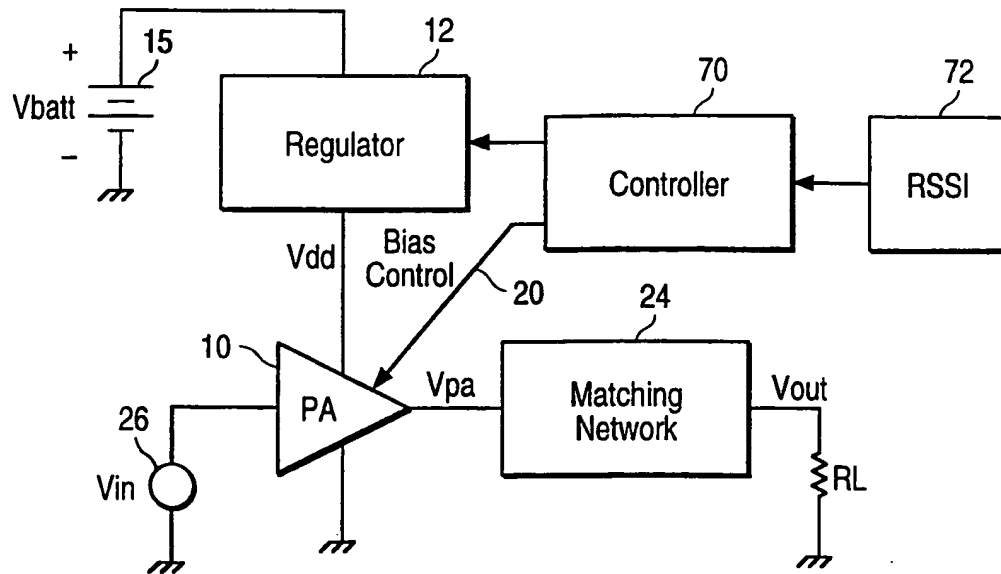 +
15
Vbatt
−
12
Regulator
70
Controller
72
RSSI
Vdd
Bias
Control
20
10
PA
Vpa
24
Matching
Network
Vout
26
Vin
RL